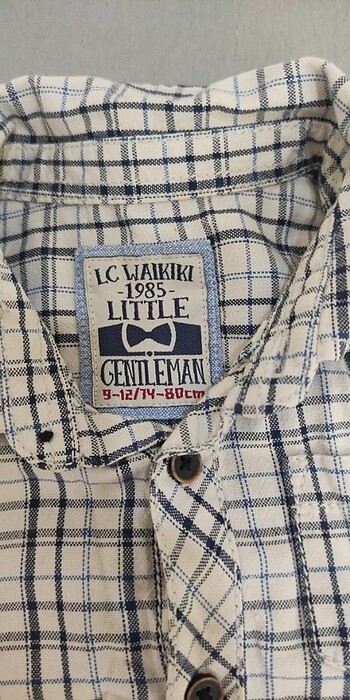 LC WAIKIKI
-1985-
LITTLE
GENTLEMAN
9-12/74-80cm